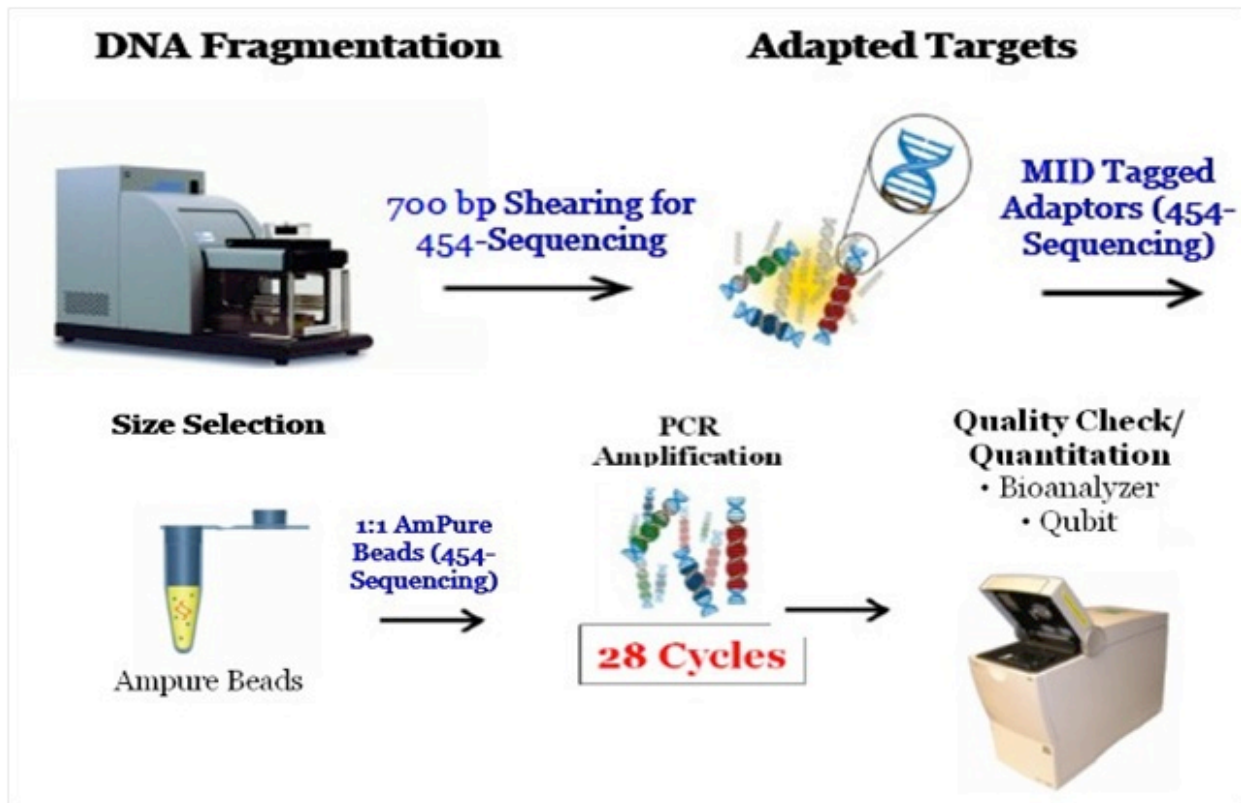 DNA Fragmentation
Adapted Targets
700 bp Shearing for
454-Sequencing
MID Tagged
Adaptors (454-
Sequencing)
Size Selection
1:1 AmPure
Beads (454-
Sequencing)
Ampure Beads
PCR
Amplification
28 Cycles
Quality Check/
Quantitation
• Bioanalyzer
• Qubit